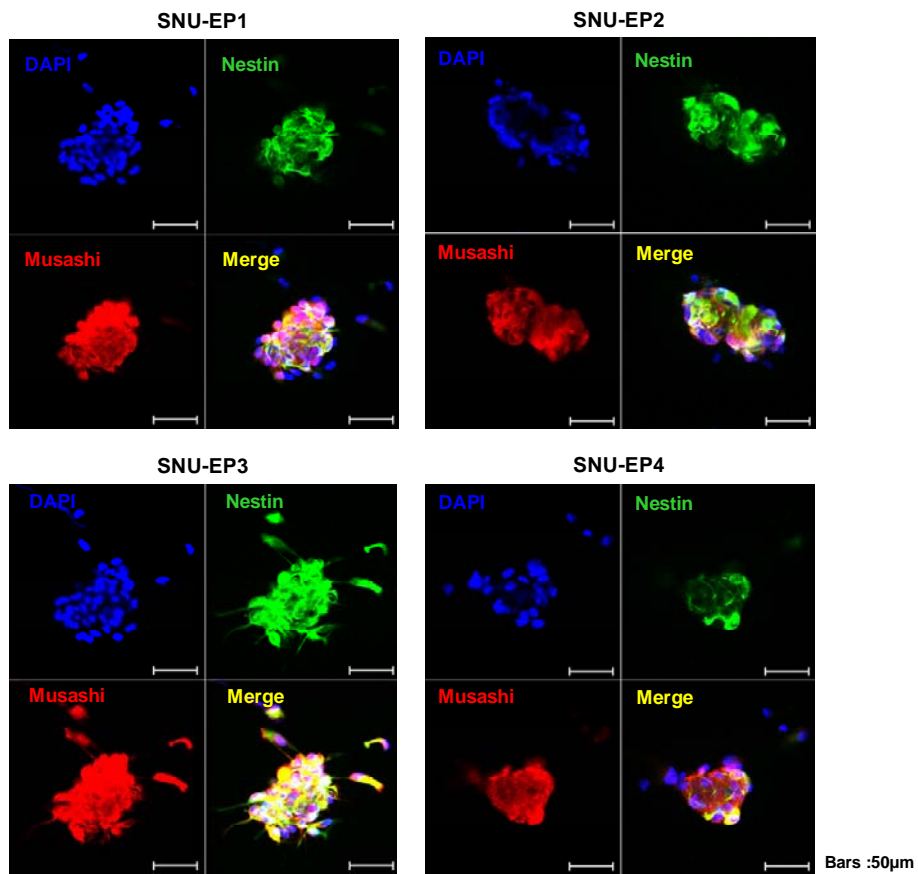 SNU-EP1
DAPI
Nestin
Musashi
Merge
SNU-EP2
DAPI
Nestin
Musashi
Merge
SNU-EP3
DAPI
Nestin
Musashi
Merge
SNU-EP4
DAPI
Nestin
Musashi
Merge
Bars :50µm